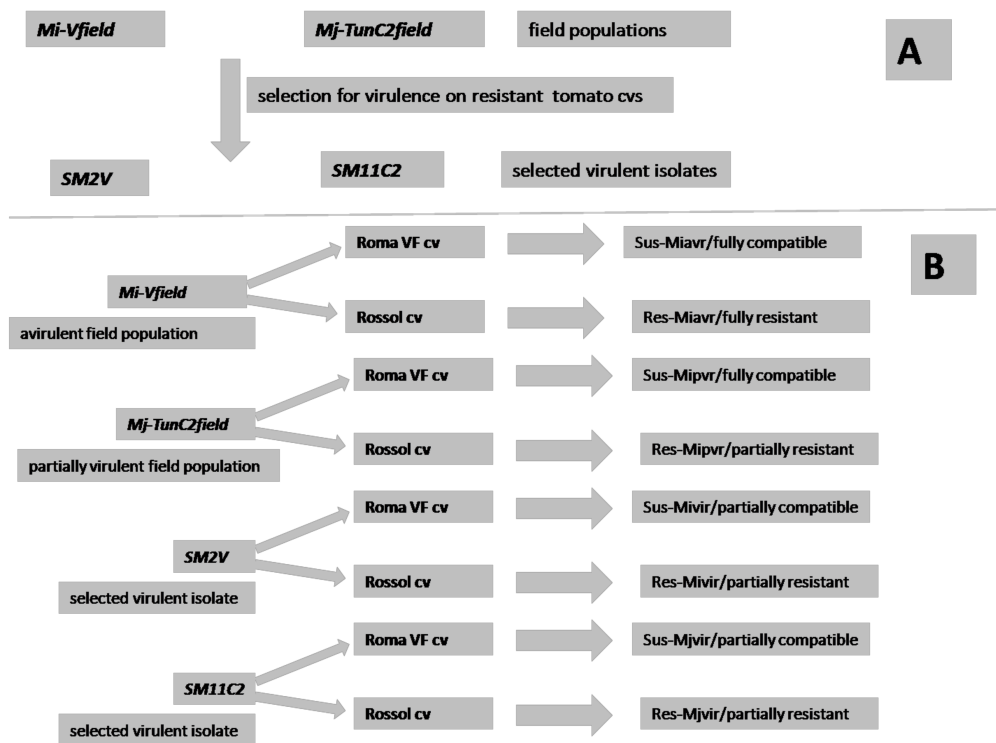 Mi-Vfield
Mj-TunC2field
field populations
A
selection for virulence on resistant tomato cvs
SM2V
SM11C2
selected virulent isolates
B
Roma VF cv
Sus-Miavr/fully compatible
Mi-Vfield
avirulent field population
Rossol cv
Res-Miavr/fully resistant
Roma VF cv
Sus-Mipvr/fully compatible
Mj-TunC2field
partially virulent field population
Rossol cv
Res-Mipvr/partially resistant
Roma VF cv
Sus-Mivir/partially compatible
SM2V
selected virulent isolate
Rossol cv
Res-Mivir/partially resistant
Roma VF cv
Sus-Mjvir/partially compatible
SM11C2
selected virulent isolate
Rossol cv
Res-Mjvir/partially resistant